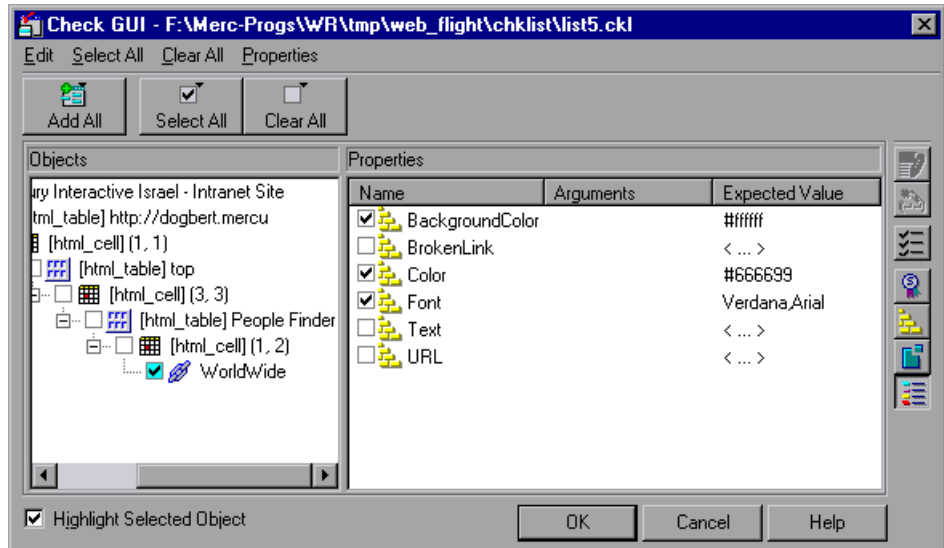 Check GUI - F:\Merc-Progs\WR\tmp\web_flight\chklist\list5.ckl
Edit Select All Clear All Properties
Add All Select All Clear All
Objects
ury Interactive Israel - Intranet Site
tml_table] http://dogbert.mercu
[html_cell] (1, 1)
[html_table] top
[html_cell] (3, 3)
[html_table] People Finder
[html_cell] (1, 2)
WorldWide
Properties
Name Arguments Expected Value
BackgroundColor #ffffff
BrokenLink < ... >
Color #666699
Font Verdana,Arial
Text < ... >
URL < ... >
Highlight Selected Object
OK Cancel Help